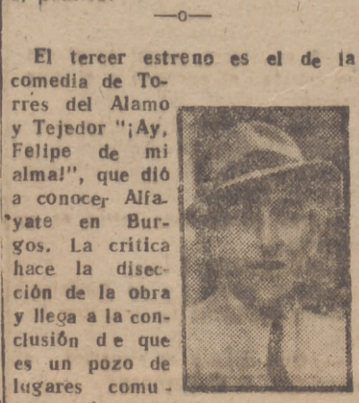 —o—
El tercer estreno es el de la
comedia de To-
rres del Alamo
y Tejedor "¡Ay,
Felipe de mi
alma!", que dió
a conocer Alfa-
yate en Bur-
gos. La critica
hace la disec-
ción de la obra
y llega a la con-
clusión de que
es un pozo de
lugares comu-